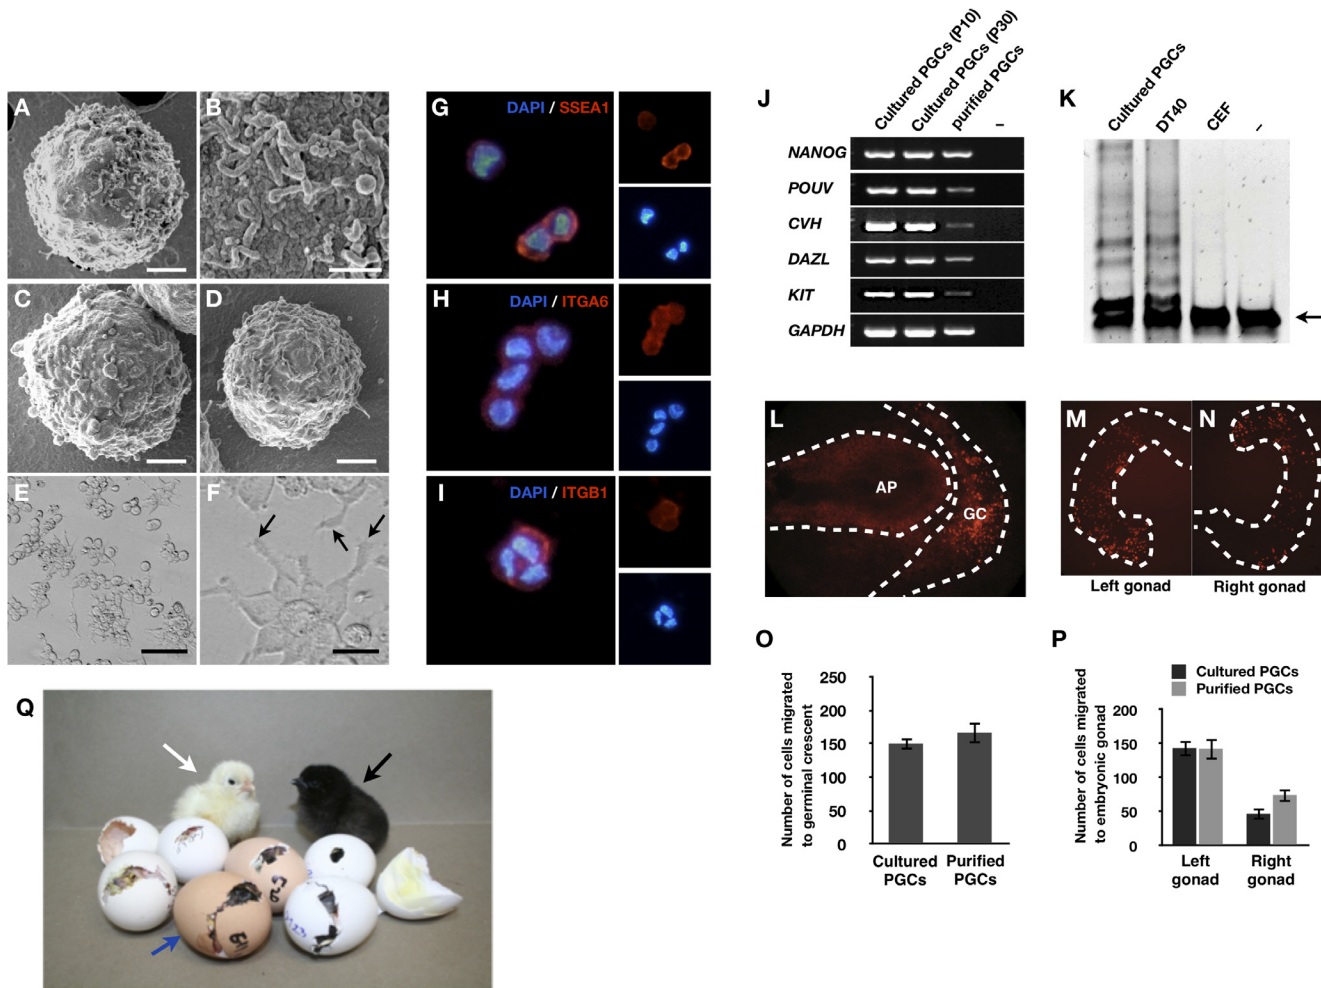 A
B
C
D
E
F
G
DAPI / SSEA1
H
DAPI / ITGA6
I
DAPI / ITGB1
J
Cultured PGCs (P10)
Cultured PGCs (P30)
purified PGCs
–
NANOG
POUV
CVH
DAZL
KIT
GAPDH
K
Cultured PGCs
DT40
CEF
-
L
AP
GC
M
N
Left gonad
Right gonad
O
Number of cells migrated
to germinal crescent
250
200
150
100
50
0
Cultured
PGCs
Purified
PGCs
P
Cultured PGCs
Purified PGCs
Number of cells migrated
to embryonic gonad
200
150
100
50
0
Left
gonad
Right
gonad
Q